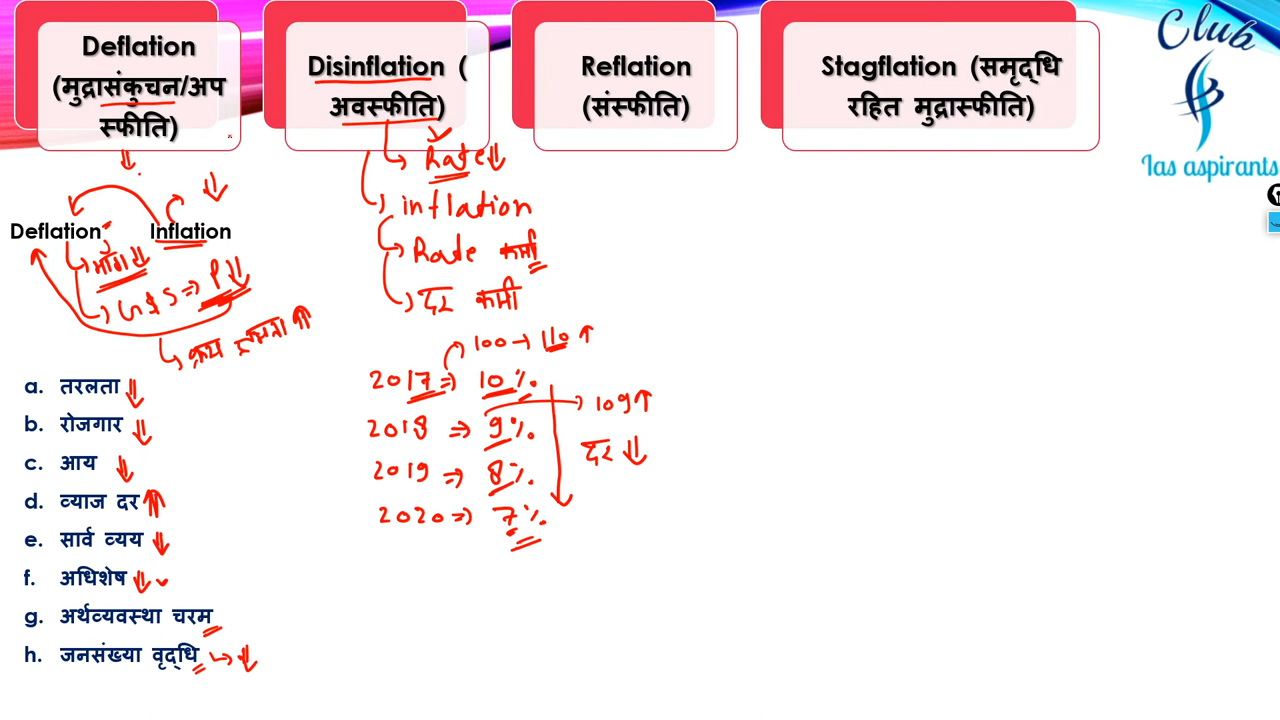 Deflation
(मुद्रासंकुचन/अप
स्फीति)
Disinflation (
अवस्फीति)
Reflation
(संस्फीति)
Stagflation (समृद्धि
रहित मुद्रास्फीति)
Club
Ias aspirants
Deflation Inflation
माँग
G & S => P
क्रय क्षमता
a. तरलता
b. रोजगार
c. आय
d. व्याज दर
e. सार्व व्यय
f. अधिशेष
g. अर्थव्यवस्था चरम
h. जनसंख्या वृद्धि
Rate
inflation
Rate कमी
दर कमी
100 → 110
2017 => 10%
109
2018 => 9%
दर
2019 => 8%
2020 => 7%